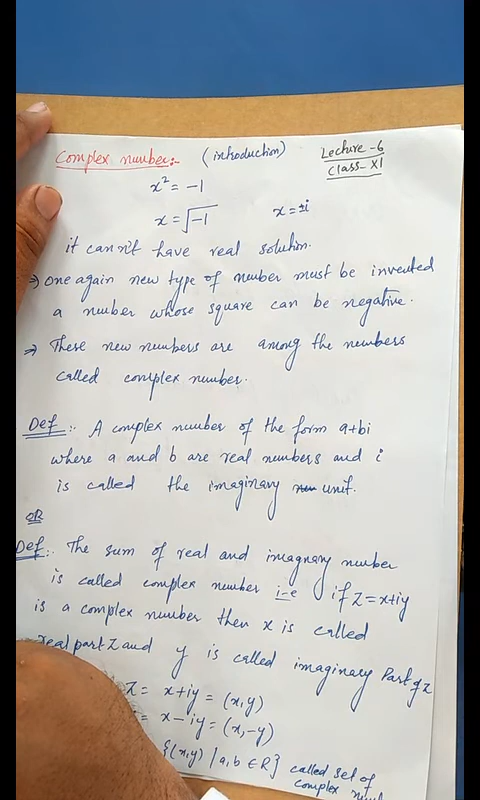 Complex number:- (introduction) Lecture-6
Class-XI
x² = -1
x = √-1 x = ±i
it can n't have real solution.
⇒ One again new type of number must be invented
a number whose square can be negative.
⇒ These new numbers are among the numbers
called complex number.
Def:. A complex number of the form a+bi
where a and b are real numbers and i
is called the imaginary unit.
OR
Def:. The sum of real and imagnary number
is called complex number i-e if Z = x+iy
is a complex number then x is called
real part Z and y is called imaginary Part of z
Z = x+iy = (x,y)
= x-iy = (x,-y)
{(x,y) / a,b ∈ R} called set of
complex